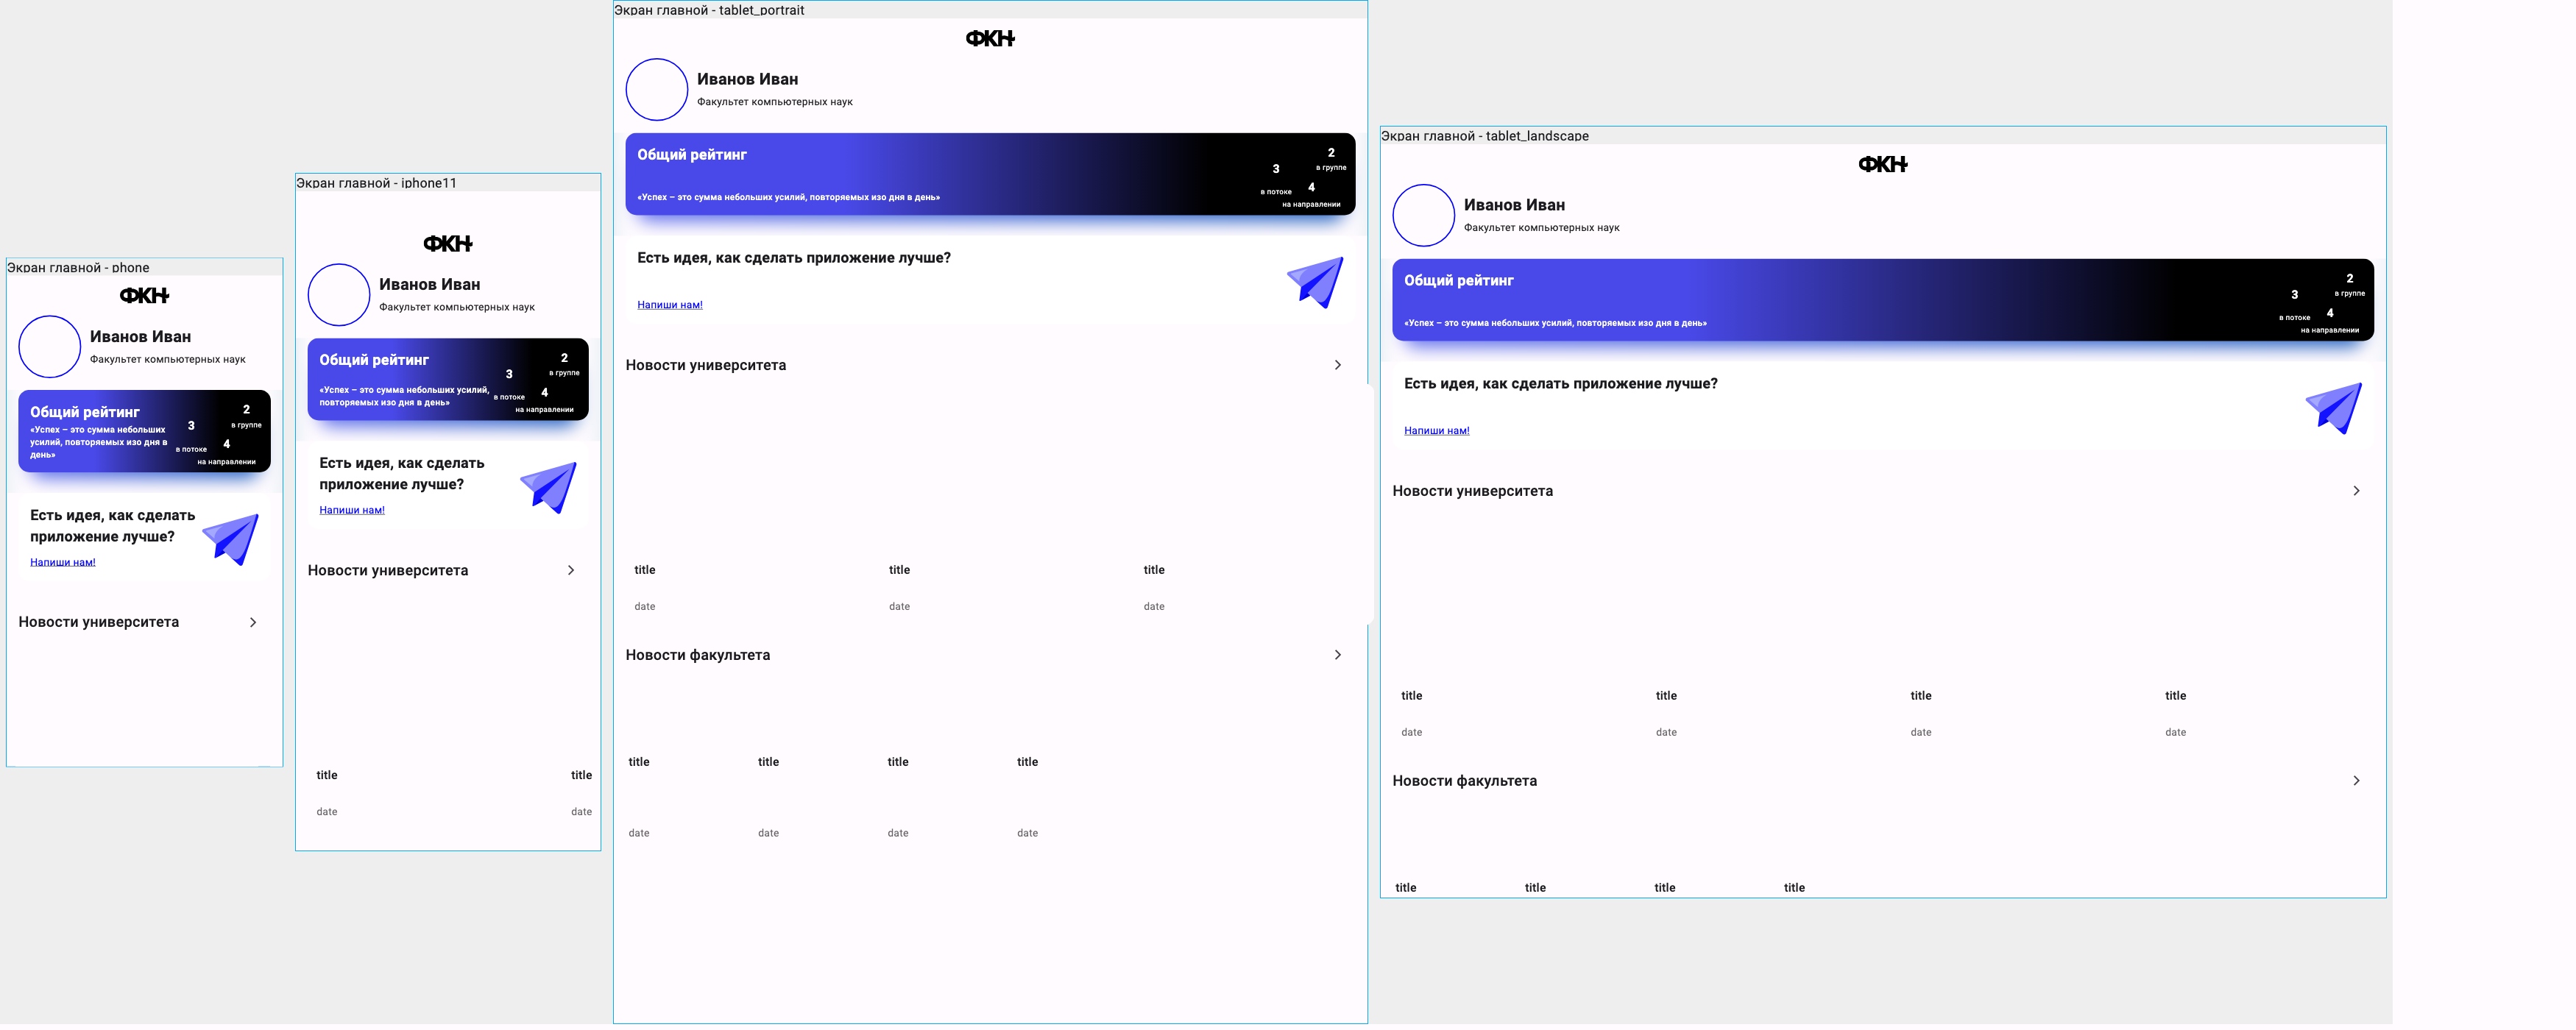 Экран главной - phone
ФКН
Иванов Иван
Факультет компьютерных наук
Общий рейтинг
«Успех – это сумма небольших
усилий, повторяемых изо дня в
день»
2
в группе
3
в потоке
4
на направлении
Есть идея, как сделать
приложение лучше?
Напиши нам!
Новости университета
Экран главной - iphone11
ФКН
Иванов Иван
Факультет компьютерных наук
Общий рейтинг
«Успех – это сумма небольших усилий,
повторяемых изо дня в день»
2
в группе
3
в потоке
4
на направлении
Есть идея, как сделать
приложение лучше?
Напиши нам!
Новости университета
title title
date date
Экран главной - tablet_portrait
ФКН
Иванов Иван
Факультет компьютерных наук
Общий рейтинг
«Успех – это сумма небольших усилий, повторяемых изо дня в день»
2
в группе
3
в потоке
4
на направлении
Есть идея, как сделать приложение лучше?
Напиши нам!
Новости университета
title title title
date date date
Новости факультета
title title title title
date date date date
Экран главной - tablet_landscape
ФКН
Иванов Иван
Факультет компьютерных наук
Общий рейтинг
«Успех – это сумма небольших усилий, повторяемых изо дня в день»
2
в группе
3
в потоке
4
на направлении
Есть идея, как сделать приложение лучше?
Напиши нам!
Новости университета
title title title title
date date date date
Новости факультета
title title title title